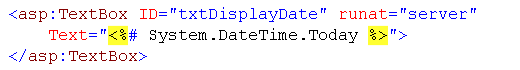 <asp:TextBox ID="txtDisplayDate" runat="server"
Text="<%# System.DateTime.Today %>">
</asp:TextBox>